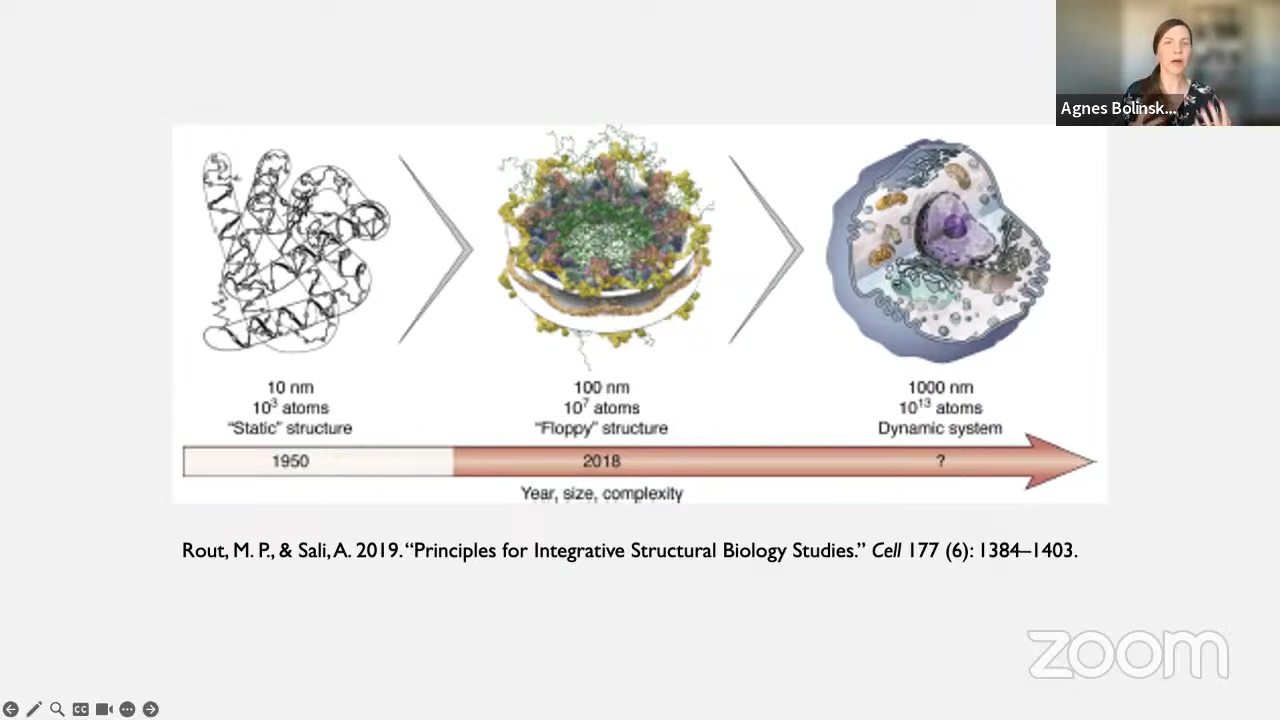 Agnes Bolinsk...
10 nm
10³ atoms
“Static” structure
100 nm
10⁷ atoms
“Floppy” structure
1000 nm
10¹³ atoms
Dynamic system
1950
2018
?
Year, size, complexity
Rout, M. P., & Sali, A. 2019. “Principles for Integrative Structural Biology Studies.” Cell 177 (6): 1384–1403.
zoom
CC